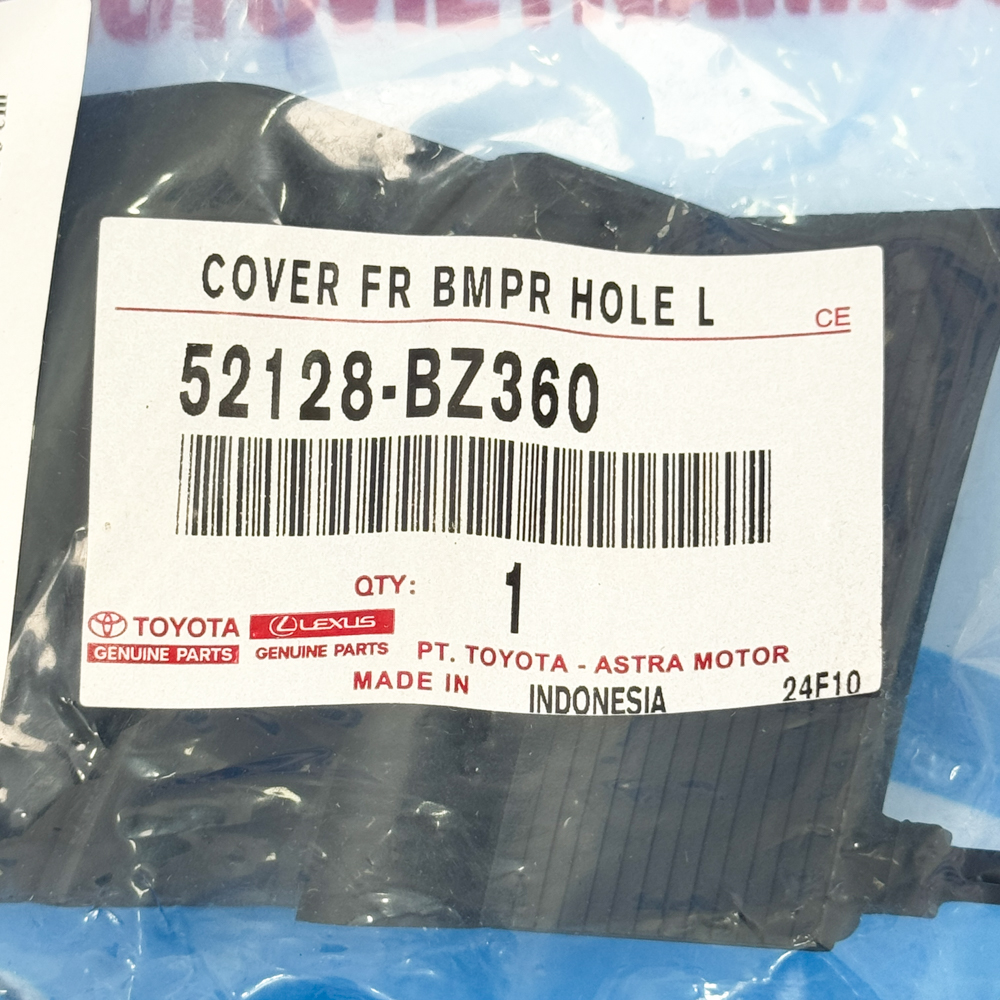 COVER FR BMPR HOLE L
CE
52128-BZ360
QTY: 1
TOYOTA LEXUS
GENUINE PARTS GENUINE PARTS
PT. TOYOTA - ASTRA MOTOR
MADE IN INDONESIA 24F10